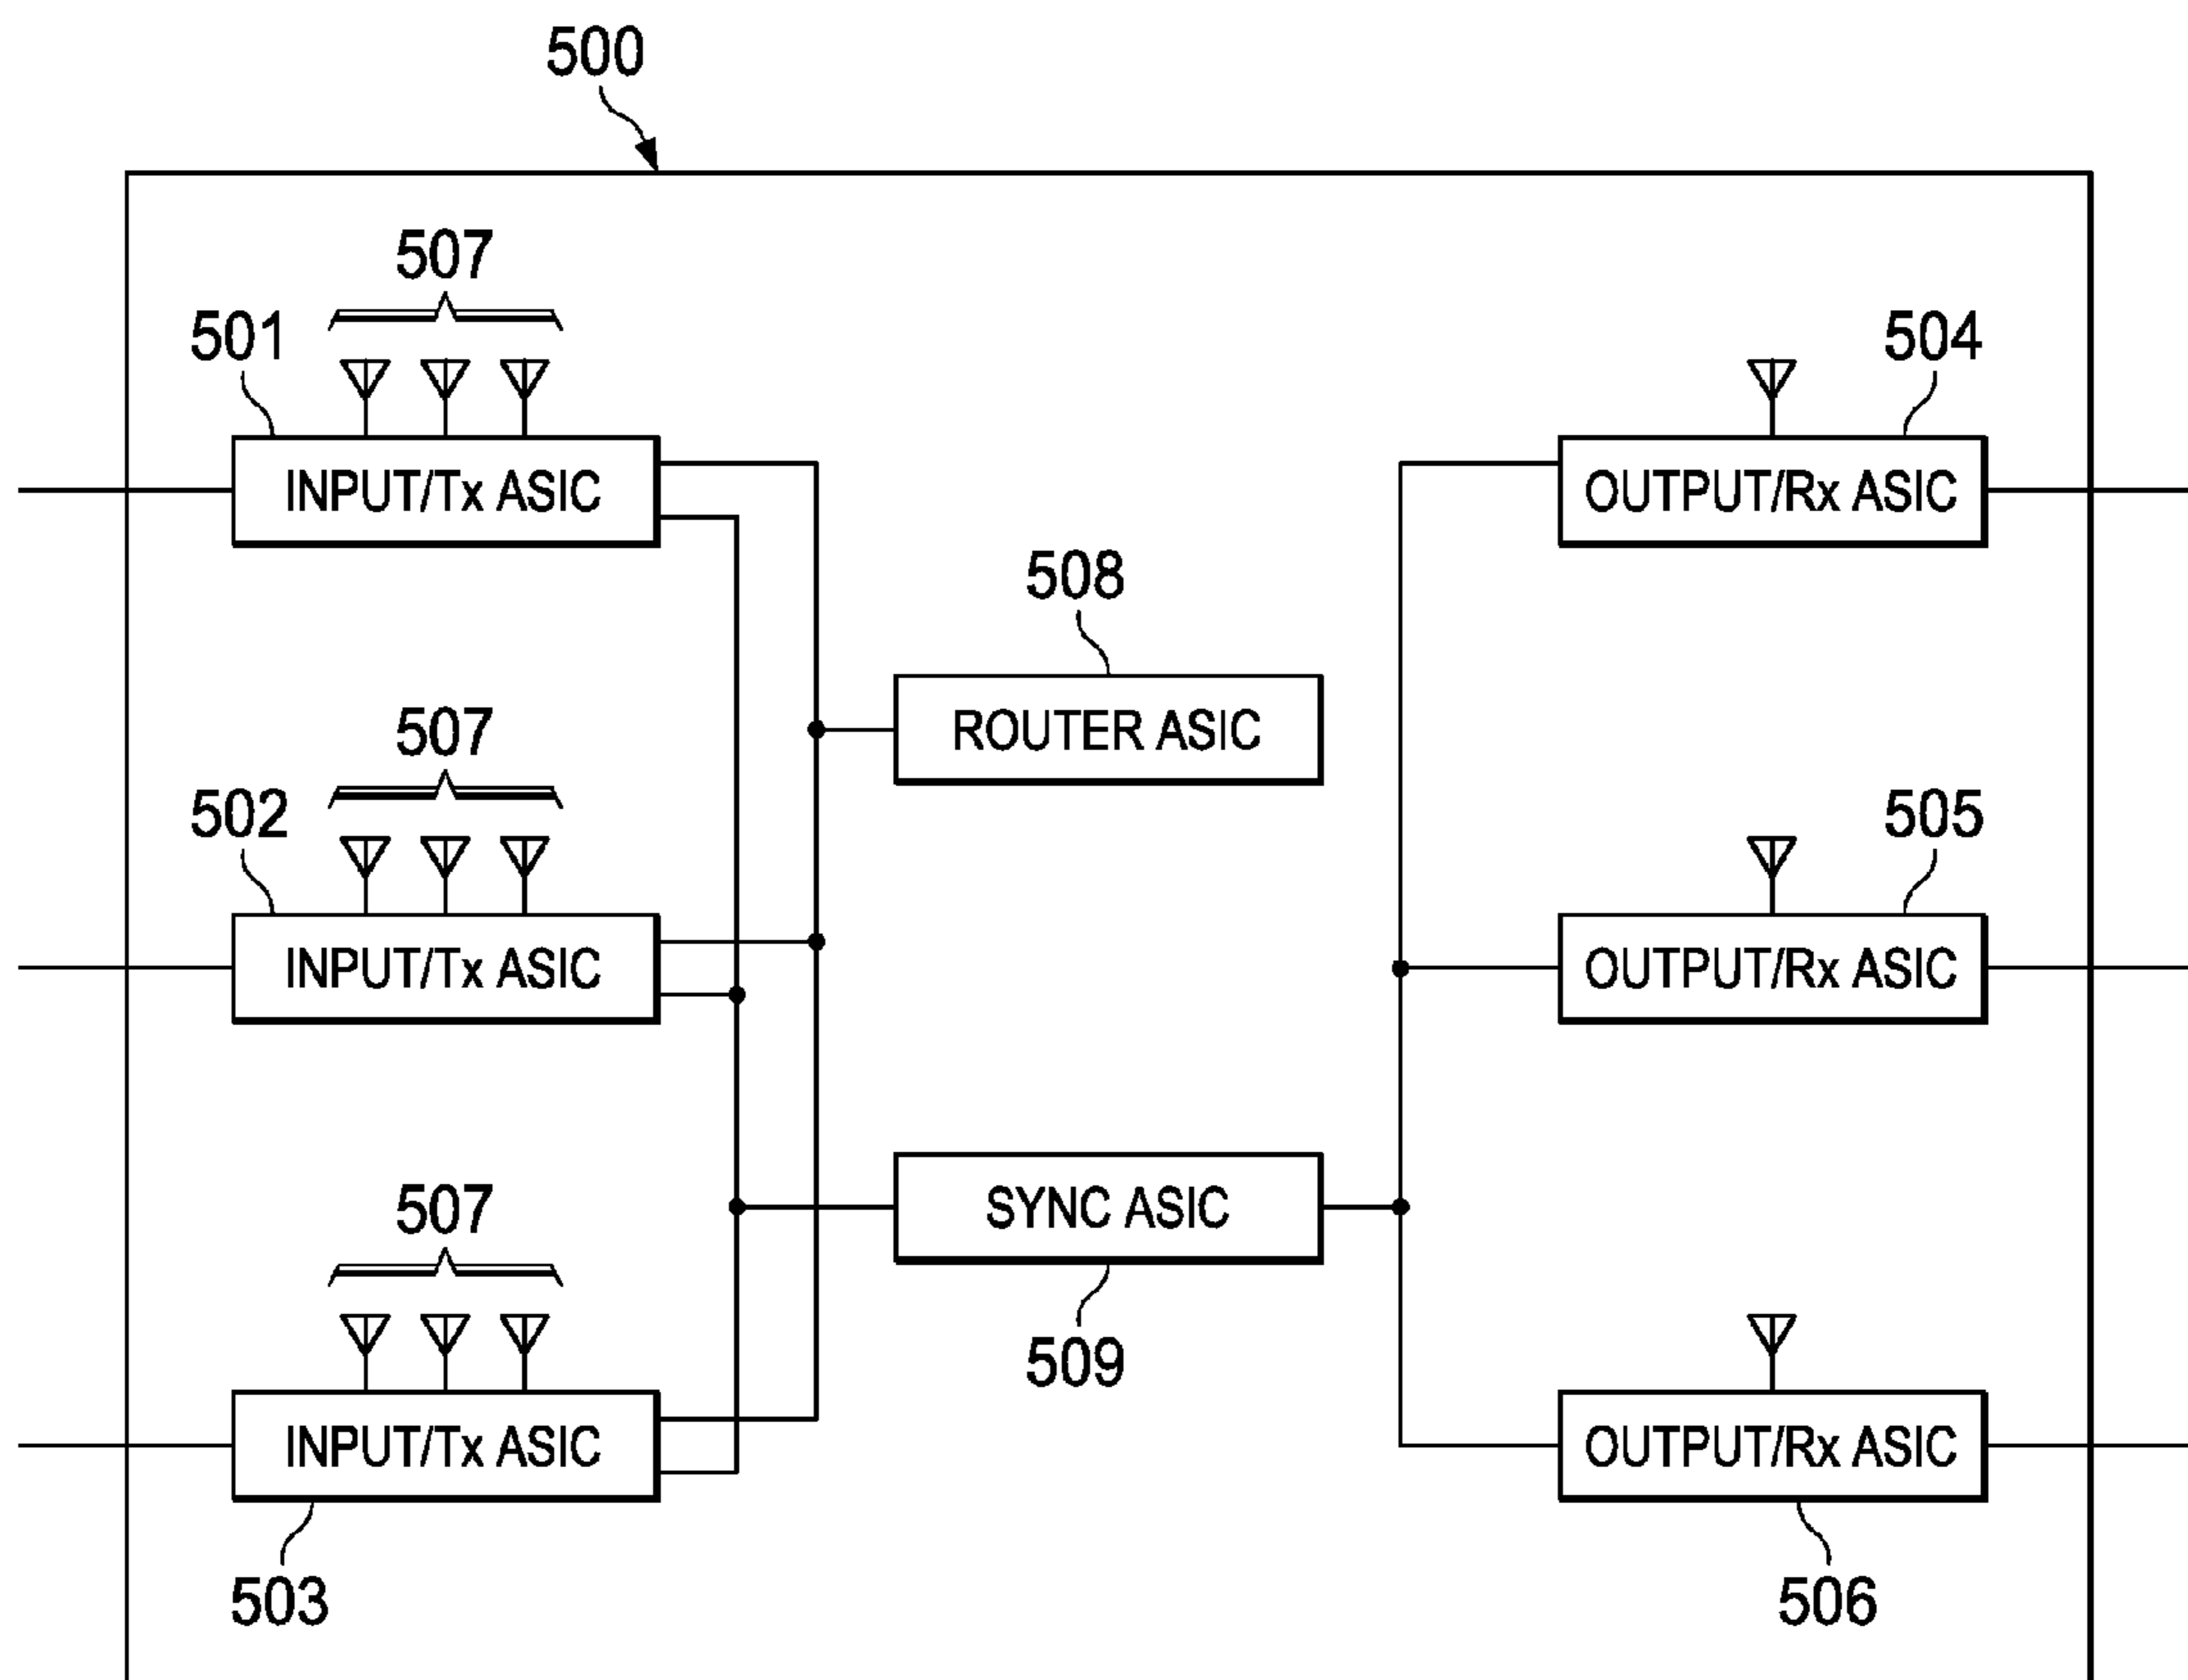 500
507
501
504
INPUT/Tx ASIC
OUTPUT/Rx ASIC
508
ROUTER ASIC
507
502
505
INPUT/Tx ASIC
OUTPUT/Rx ASIC
507
SYNC ASIC
509
INPUT/Tx ASIC
OUTPUT/Rx ASIC
503
506